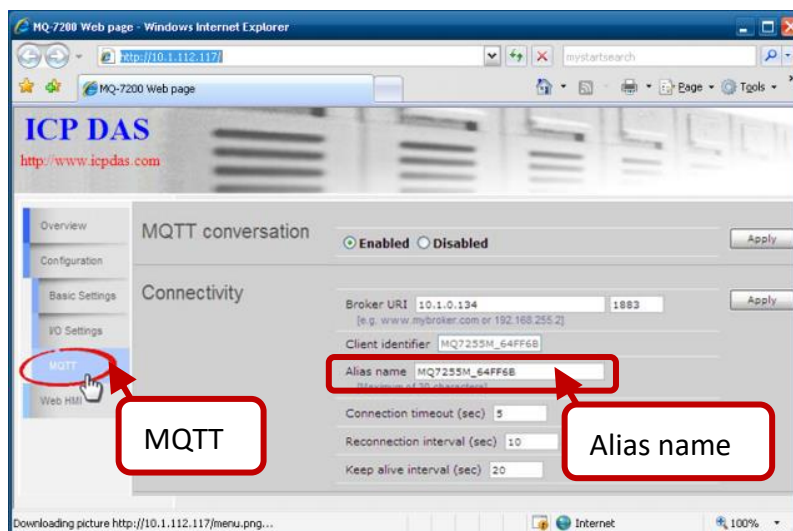 MQ-7200 Web page - Windows Internet Explorer
http://10.1.112.117/
mystartsearch
MQ-7200 Web page
Page
Tools
ICP DAS
http://www.icpdas.com
Overview
Configuration
Basic Settings
I/O Settings
MQTT
Web HMI
MQTT conversation
Enabled Disabled
Apply
Connectivity
Broker URI 10.1.0.134 1883
Apply
[e.g. www.mybroker.com or 192.168.255.2]
Client identifier MQ7255M_64FF6B
Alias name MQ7255M_64FF6B
[Maximum of 20 characters]
Connection timeout (sec) 5
Reconnection interval (sec) 10
Keep alive interval (sec) 20
MQTT
Alias name
Downloading picture http://10.1.112.117/menu.png...
Internet
100%